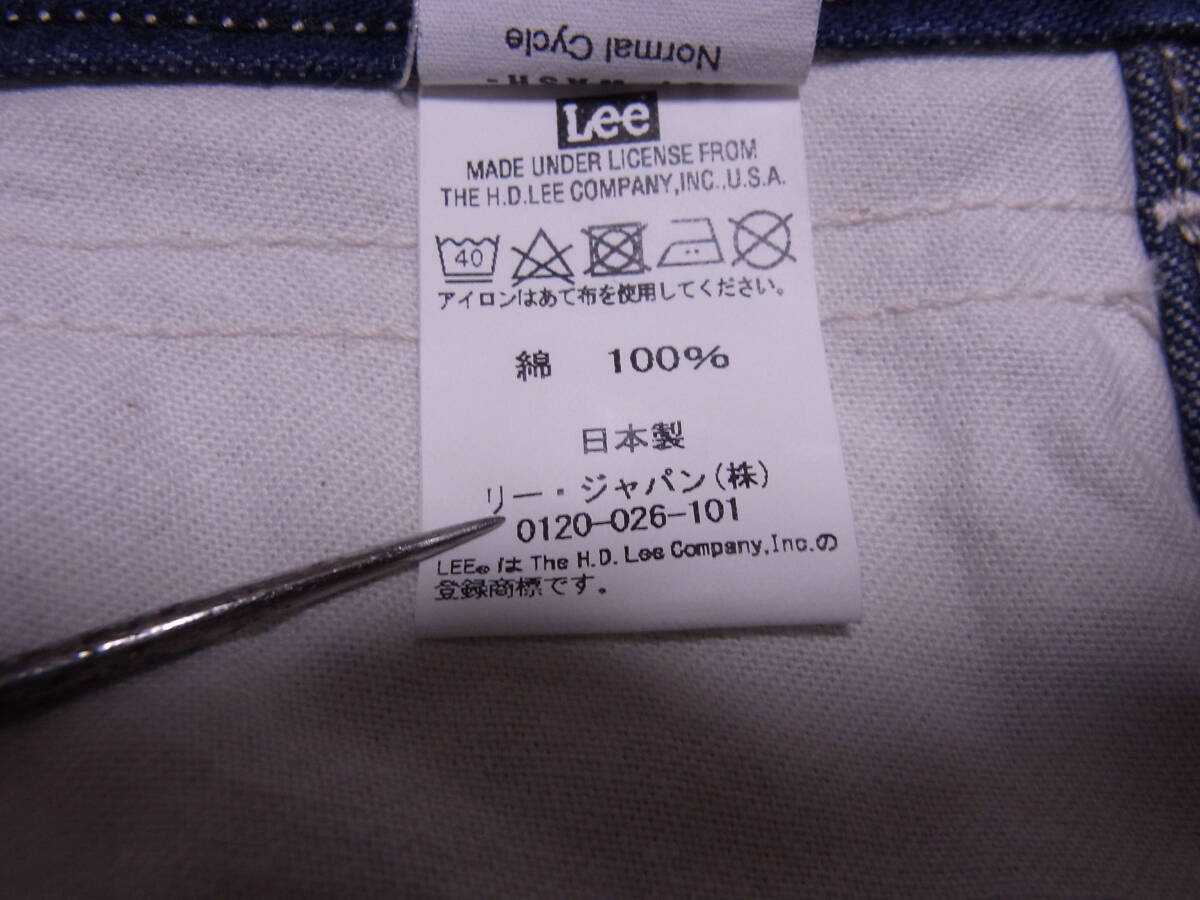 Normal Cycle
Lee
MADE UNDER LICENSE FROM
THE H.D.LEE COMPANY,INC.,U.S.A.
40
アイロンはあて布を使用してください。
綿 100%
日本製
リー・ジャパン(株)
0120-026-101
LEE®は The H.D. Lee Company,Inc.の
登録商標です。